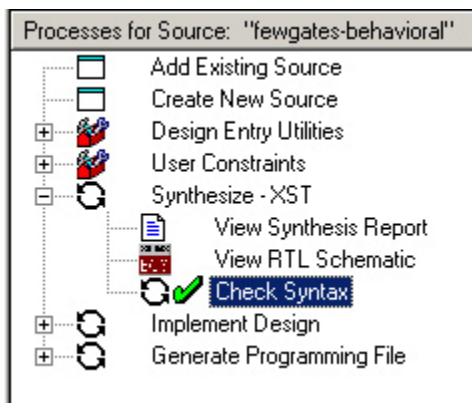 Processes for Source: "fewgates-behavioral"
Add Existing Source
Create New Source
Design Entry Utilities
User Constraints
Synthesize - XST
View Synthesis Report
View RTL Schematic
Check Syntax
Implement Design
Generate Programming File